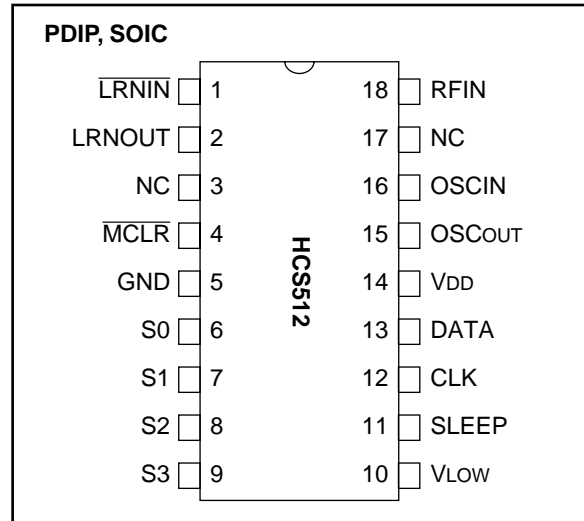 PDIP, SOIC
LRNIN 1 18 RFIN
LRNOUT 2 17 NC
NC 3 16 OSCIN
MCLR 4 15 OSCOUT
GND 5 14 VDD
S0 6 13 DATA
S1 7 12 CLK
S2 8 11 SLEEP
S3 9 10 VLOW
HCS512